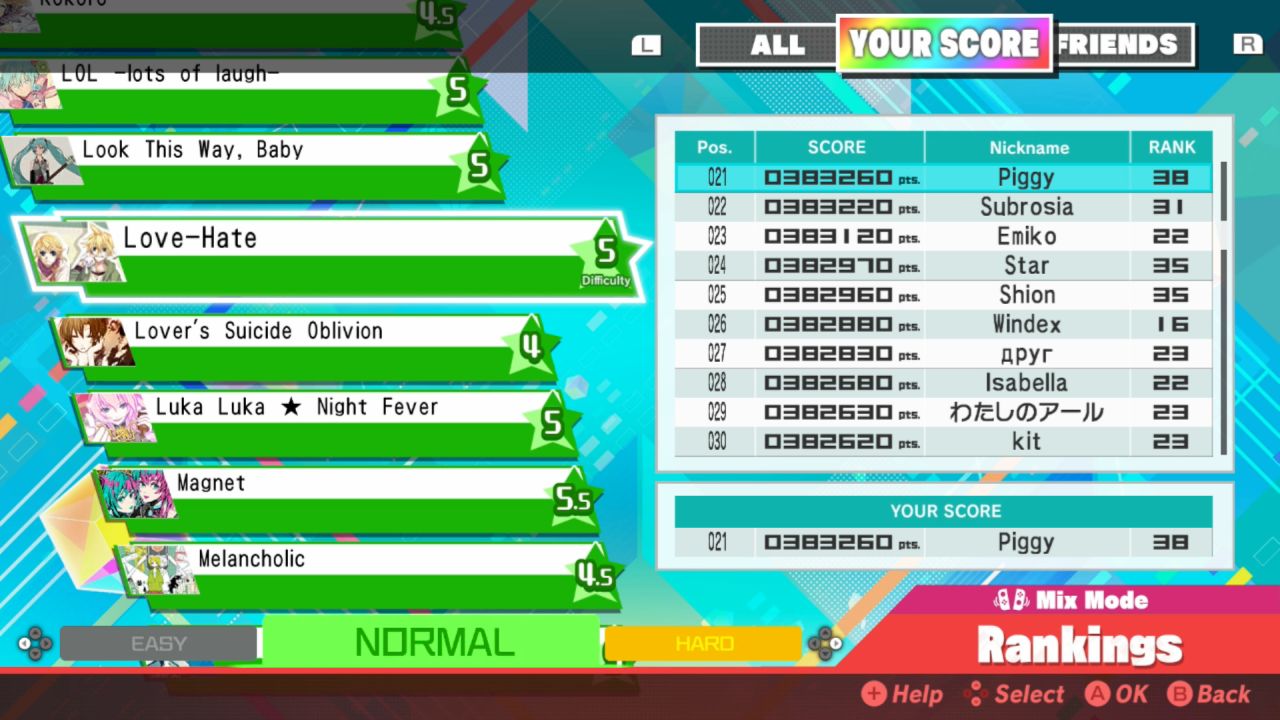 Kokoro
4.5
L
ALL
YOUR SCORE
FRIENDS
R
LOL -lots of laugh-
5
Look This Way, Baby
5
Love-Hate
5
Difficulty
Lover's Suicide Oblivion
4
Luka Luka ★ Night Fever
5
Magnet
5.5
Melancholic
4.5
Pos. SCORE Nickname RANK
021 0383260 pts. Piggy 38
022 0383220 pts. Subrosia 31
023 0383120 pts. Emiko 22
024 0382970 pts. Star 35
025 0382960 pts. Shion 35
026 0382880 pts. Windex 16
027 0382830 pts. друг 23
028 0382680 pts. Isabella 22
029 0382630 pts. わたしのアール 23
030 0382620 pts. kit 23
YOUR SCORE
021 0383260 pts. Piggy 38
EASY
NORMAL
HARD
Mix Mode
Rankings
+ Help Select A OK B Back